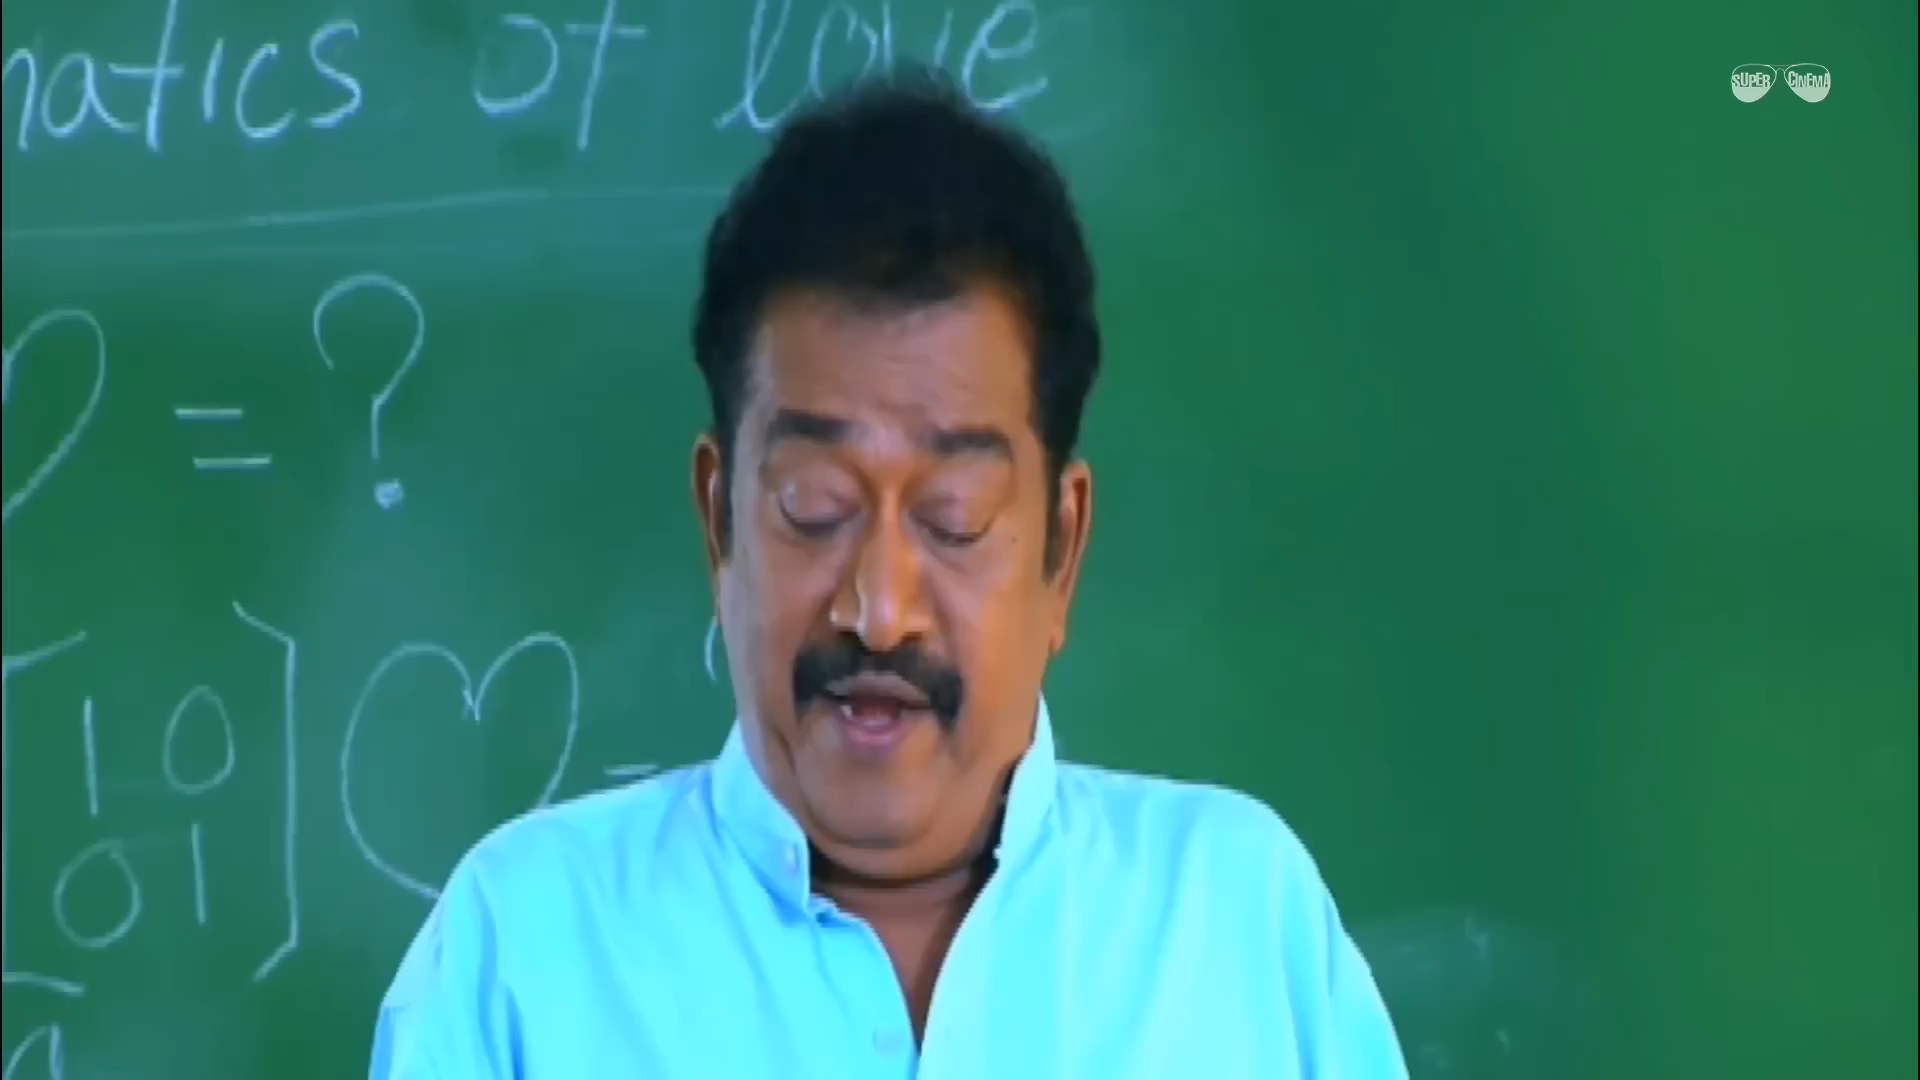 matics of love
SUPER CINEMA
= ?
1 0
0 1
=